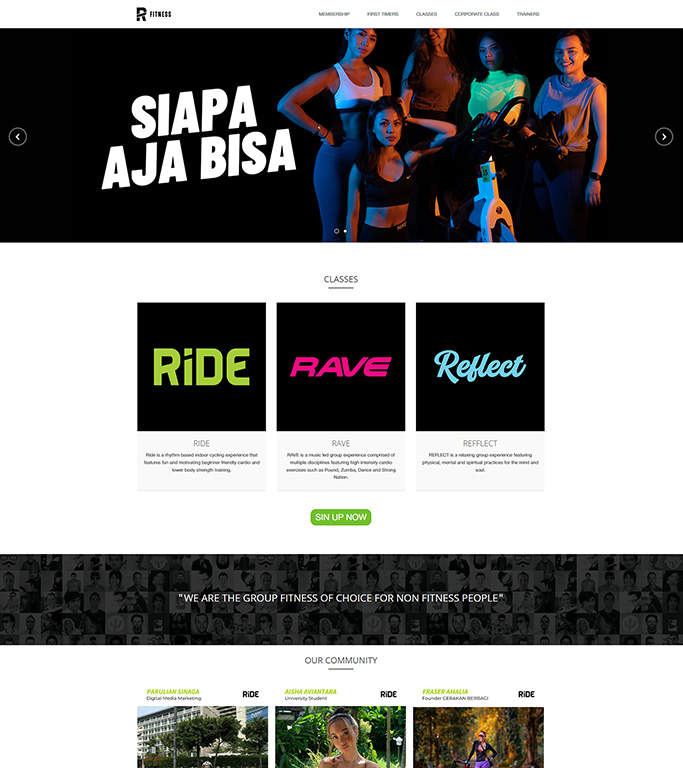 R FITNESS
MEMBERSHIP FIRST TIMERS CLASSES CORPORATE CLASS TRAINERS
SIAPA
AJA BISA
CLASSES
RiDE RAVE Reflect
RIDE
RIDE is a rhythm based indoor cycling experience that
features fun and motivating beginner friendly cardio and
lower body strength training.
RAVE
RAVE is a music led group experience comprised of
multiple disciplines featuring high intensity cardio
exercises such as Pound, Zumba, Dance and Strong
Nation.
REFFLECT
REFLECT is a relaxing group experience featuring
physical, mental and spiritual practices for the mind and
soul.
SIN UP NOW
"WE ARE THE GROUP FITNESS OF CHOICE FOR NON FITNESS PEOPLE"
OUR COMMUNITY
PARULIAN SINAGA
Digital Media Marketing
RiDE
AISHA AVIANTARA
University Student
RiDE
FRASER AMALIA
Founder GERAKAN BERBAGI
RiDE